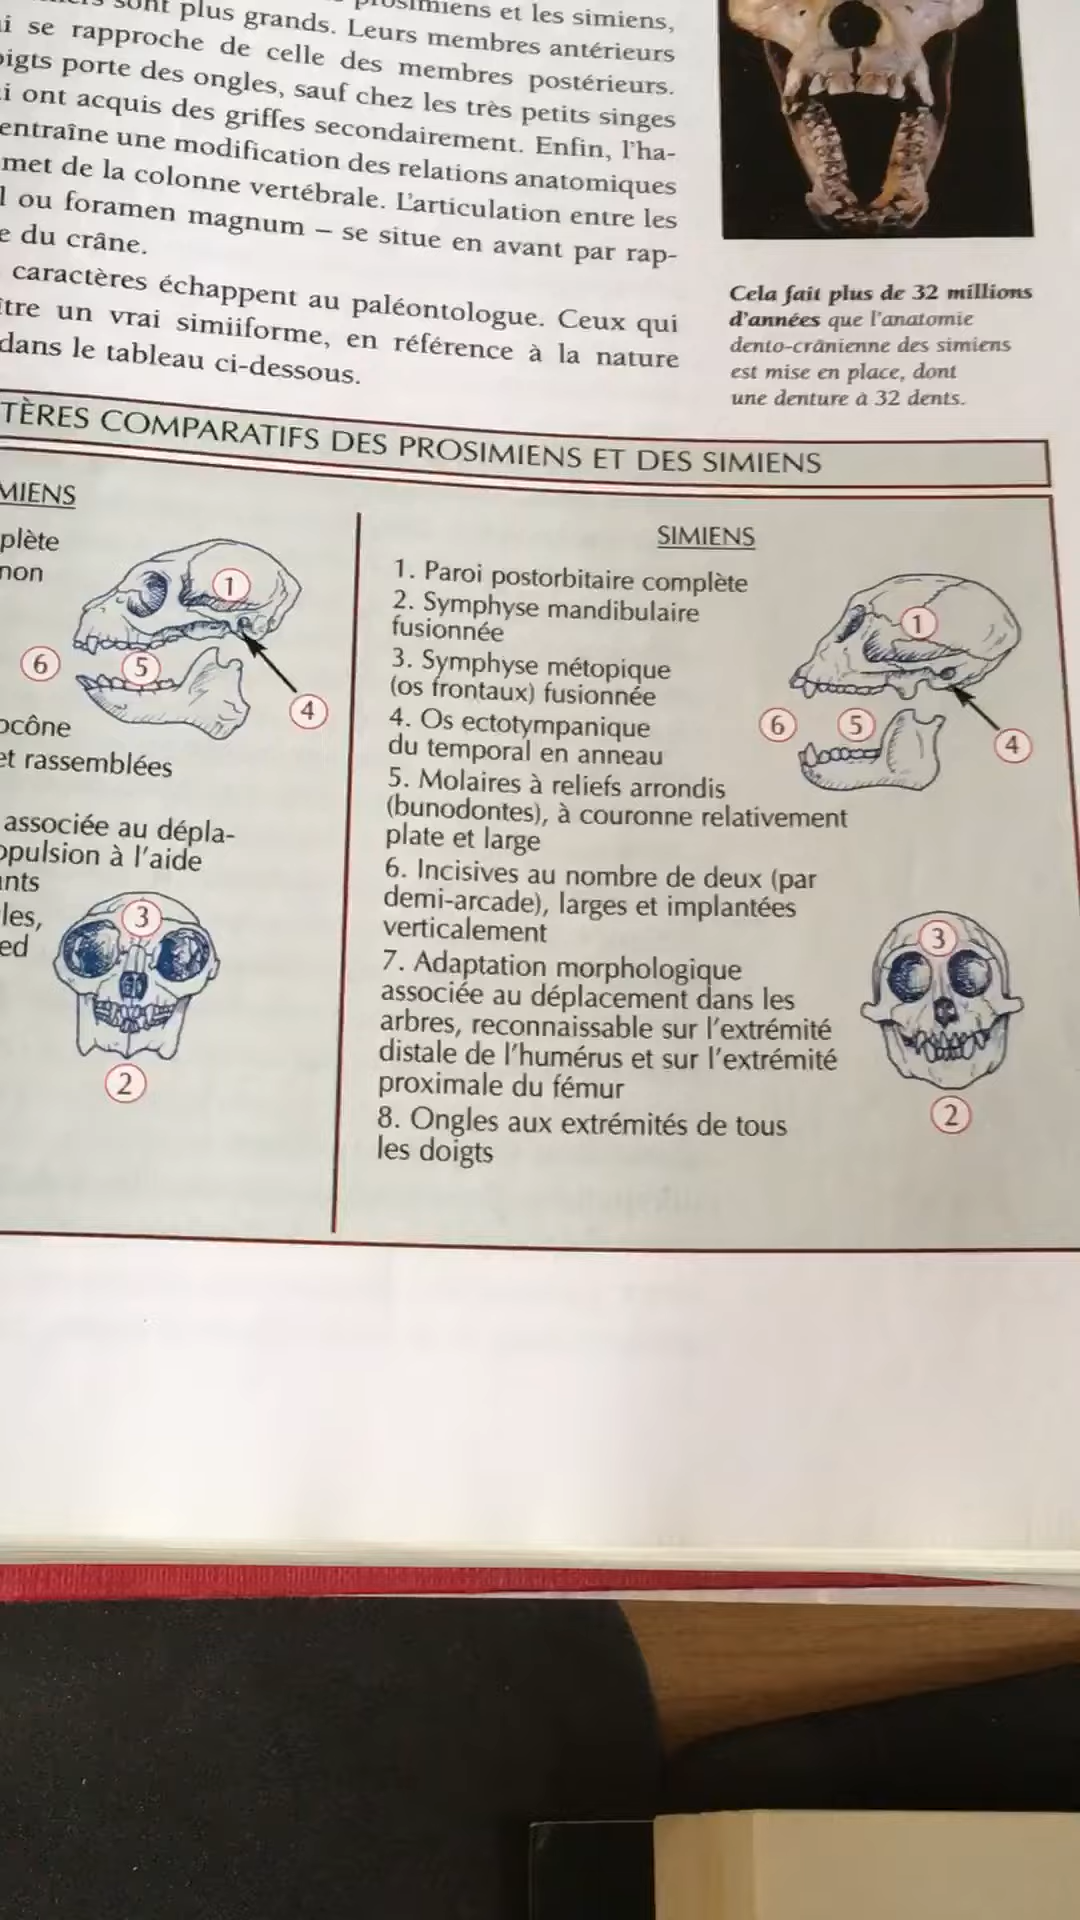 sont plus grands. Leurs membres antérieurs
prosimiens et les simiens,
se rapproche de celle des membres postérieurs.
porte des ongles, sauf chez les très petits singes
ont acquis des griffes secondairement. Enfin, l'ha-
entraîne une modification des relations anatomiques
met de la colonne vertébrale. L'articulation entre les
ou foramen magnum – se situe en avant par rap-
du crâne.
caractères échappent au paléontologue. Ceux qui
un vrai simiiforme, en référence à la nature
dans le tableau ci-dessous.
Cela fait plus de 32 millions
d'années que l'anatomie
dento-crânienne des simiens
est mise en place, dont
une denture à 32 dents.
TÈRES COMPARATIFS DES PROSIMIENS ET DES SIMIENS
MIENS
plète
non
1
6
5
4
ocône
et rassemblées
associée au dépla-
opulsion à l'aide
les,
ed
3
2
SIMIENS
1. Paroi postorbitaire complète
2. Symphyse mandibulaire
fusionnée
3. Symphyse métopique
(os frontaux) fusionnée
4. Os ectotympanique
du temporal en anneau
5. Molaires à reliefs arrondis
(bunodontes), à couronne relativement
plate et large
6. Incisives au nombre de deux (par
demi-arcade), larges et implantées
verticalement
7. Adaptation morphologique
associée au déplacement dans les
arbres, reconnaissable sur l'extrémité
distale de l'humérus et sur l'extrémité
proximale du fémur
8. Ongles aux extrémités de tous
les doigts
1
6
5
4
3
2